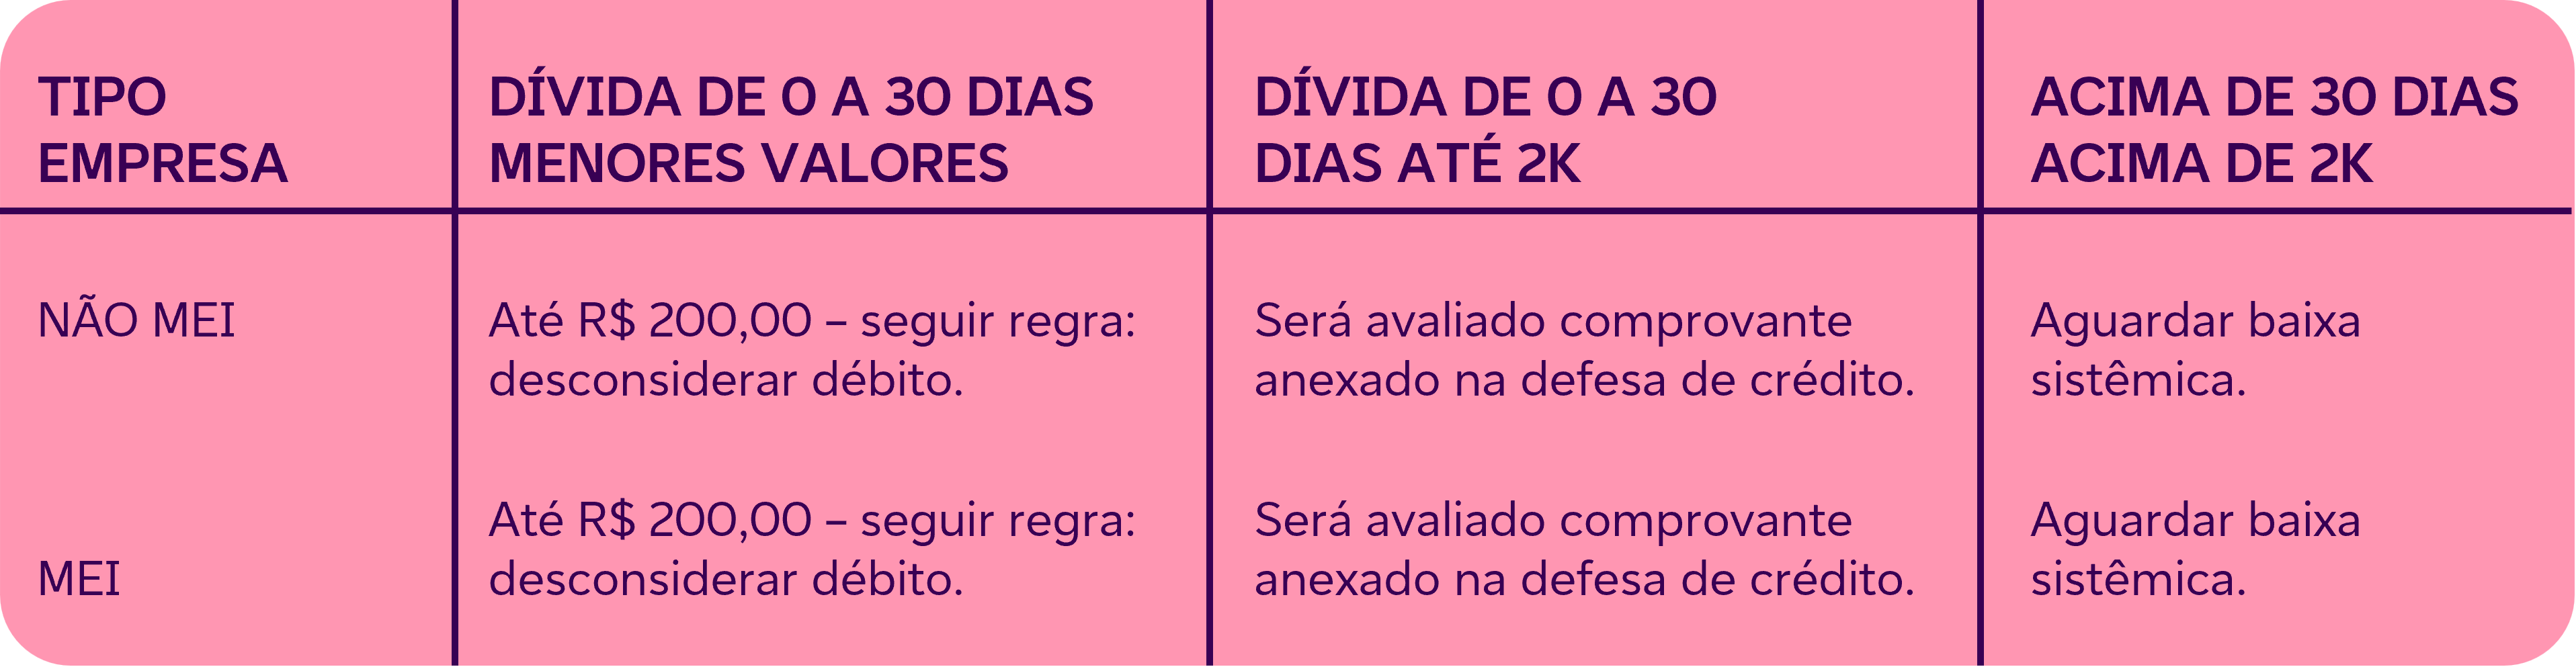 TIPO
EMPRESA
DÍVIDA DE 0 A 30 DIAS
MENORES VALORES
DÍVIDA DE 0 A 30
DIAS ATÉ 2K
ACIMA DE 30 DIAS
ACIMA DE 2K
NÃO MEI
Até R$ 200,00 – seguir regra:
desconsiderar débito.
Será avaliado comprovante
anexado na defesa de crédito.
Aguardar baixa
sistêmica.
MEI
Até R$ 200,00 – seguir regra:
desconsiderar débito.
Será avaliado comprovante
anexado na defesa de crédito.
Aguardar baixa
sistêmica.